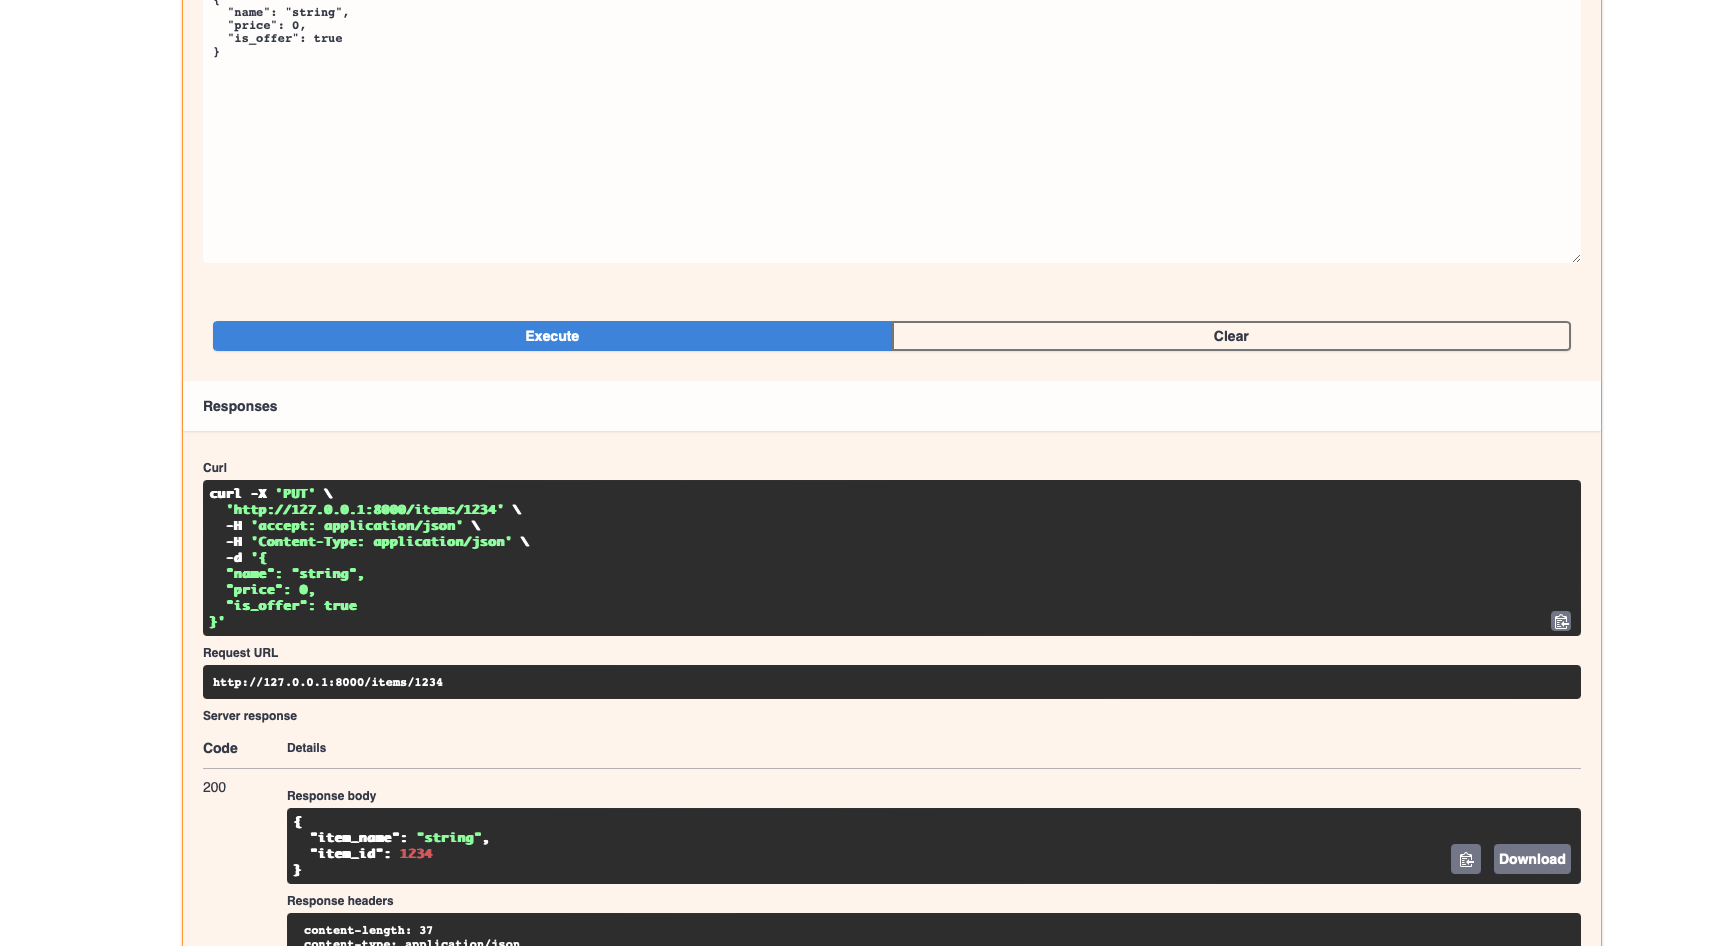 {
  "name": "string",
  "price": 0,
  "is_offer": true
}
Execute
Clear
Responses
Curl
curl -X 'PUT' \
  'http://127.0.0.1:8000/items/1234' \
  -H 'accept: application/json' \
  -H 'Content-Type: application/json' \
  -d '{
  "name": "string",
  "price": 0,
  "is_offer": true
}'
Request URL
http://127.0.0.1:8000/items/1234
Server response
Code Details
200
Response body
{
  "item_name": "string",
  "item_id": 1234
}
Download
Response headers
content-length: 37
content-type: application/json